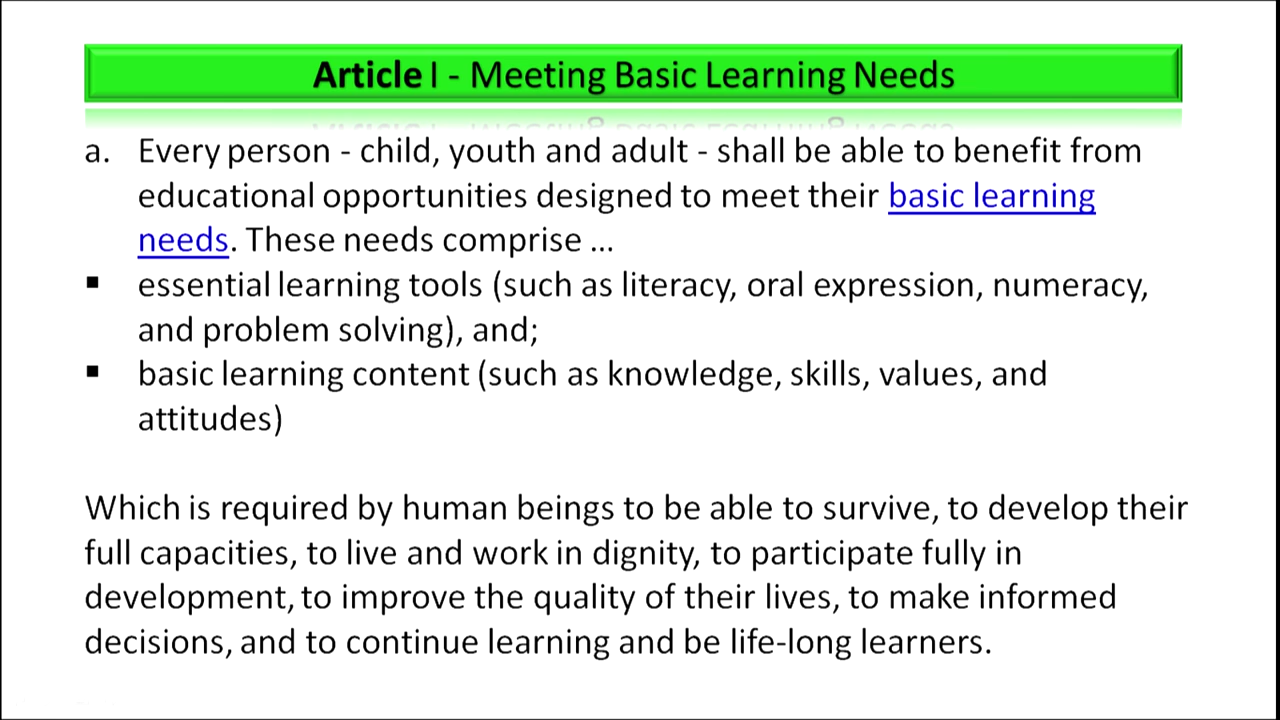 Article I - Meeting Basic Learning Needs
a. Every person - child, youth and adult - shall be able to benefit from
educational opportunities designed to meet their basic learning
needs. These needs comprise ...
▪ essential learning tools (such as literacy, oral expression, numeracy,
and problem solving), and;
▪ basic learning content (such as knowledge, skills, values, and
attitudes)
Which is required by human beings to be able to survive, to develop their
full capacities, to live and work in dignity, to participate fully in
development, to improve the quality of their lives, to make informed
decisions, and to continue learning and be life-long learners.